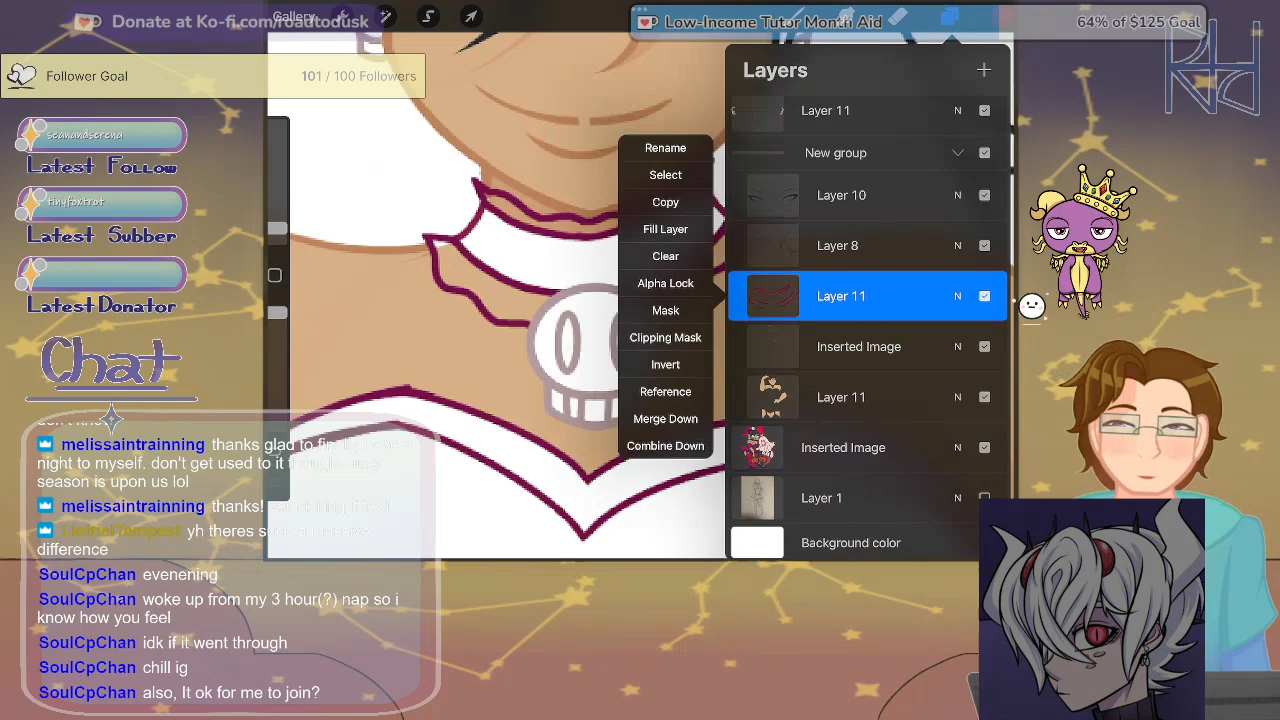 Donate at Ko-fi.com/roadtodusk
Gallery
Low-Income Tutor Month Aid
64% of $125 Goal
Follower Goal
101 / 100 Followers
seanandserena
Latest Follow
tinyfoxtrot
Latest Subber
Latest Donator
Chat
melissaintrainning thanks glad to finally
night to myself. don't get used to it
season is upon us lol
melissaintrainning thanks!
yh theres
difference
SoulCpChan evenening
SoulCpChan woke up from my 3 hour(?) nap so i
know how you feel
SoulCpChan idk if it went through
SoulCpChan chill ig
SoulCpChan also, It ok for me to join?
Rename
Select
Copy
Fill Layer
Clear
Alpha Lock
Mask
Clipping Mask
Invert
Reference
Merge Down
Combine Down
Layers
Layer 11 N
New group
Layer 10 N
Layer 8 N
Layer 11 N
Inserted Image N
Layer 11 N
Inserted Image N
Layer 1 N
Background color